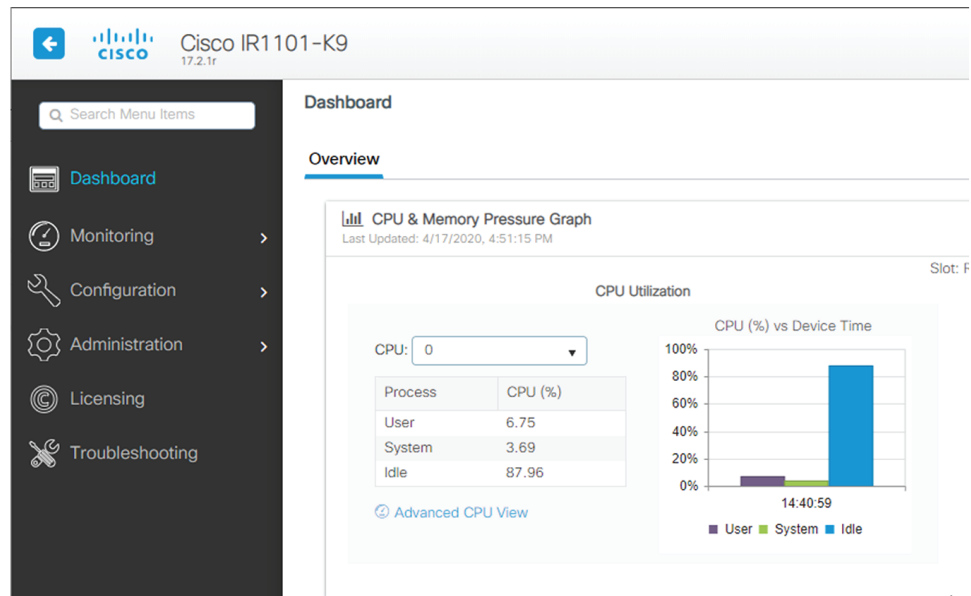 CISCO
Cisco IR1101-K9
17.2.1r
Search Menu Items
Dashboard
Monitoring
Configuration
Administration
Licensing
Troubleshooting
Dashboard
Overview
CPU & Memory Pressure Graph
Last Updated: 4/17/2020, 4:51:15 PM
Slot:
CPU Utilization
CPU: 0
Process CPU (%)
User 6.75
System 3.69
Idle 87.96
Advanced CPU View
CPU (%) vs Device Time
100%
80%
60%
40%
20%
0%
14:40:59
User System Idle